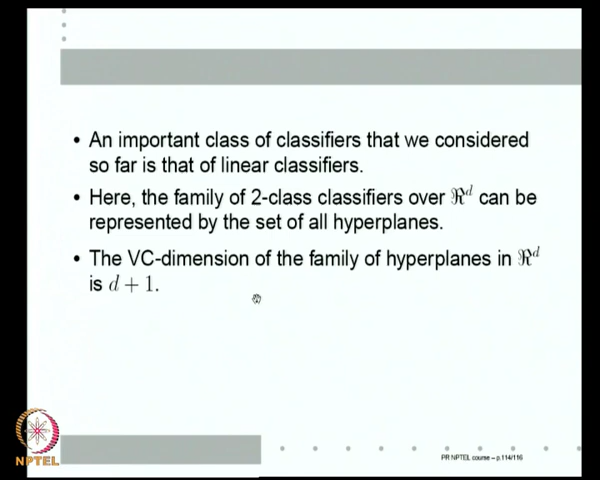 • An important class of classifiers that we considered
so far is that of linear classifiers.
• Here, the family of 2-class classifiers over ℜ^d can be
represented by the set of all hyperplanes.
• The VC-dimension of the family of hyperplanes in ℜ^d
is d + 1.
NPTEL
PR NPTEL course – p.114/116